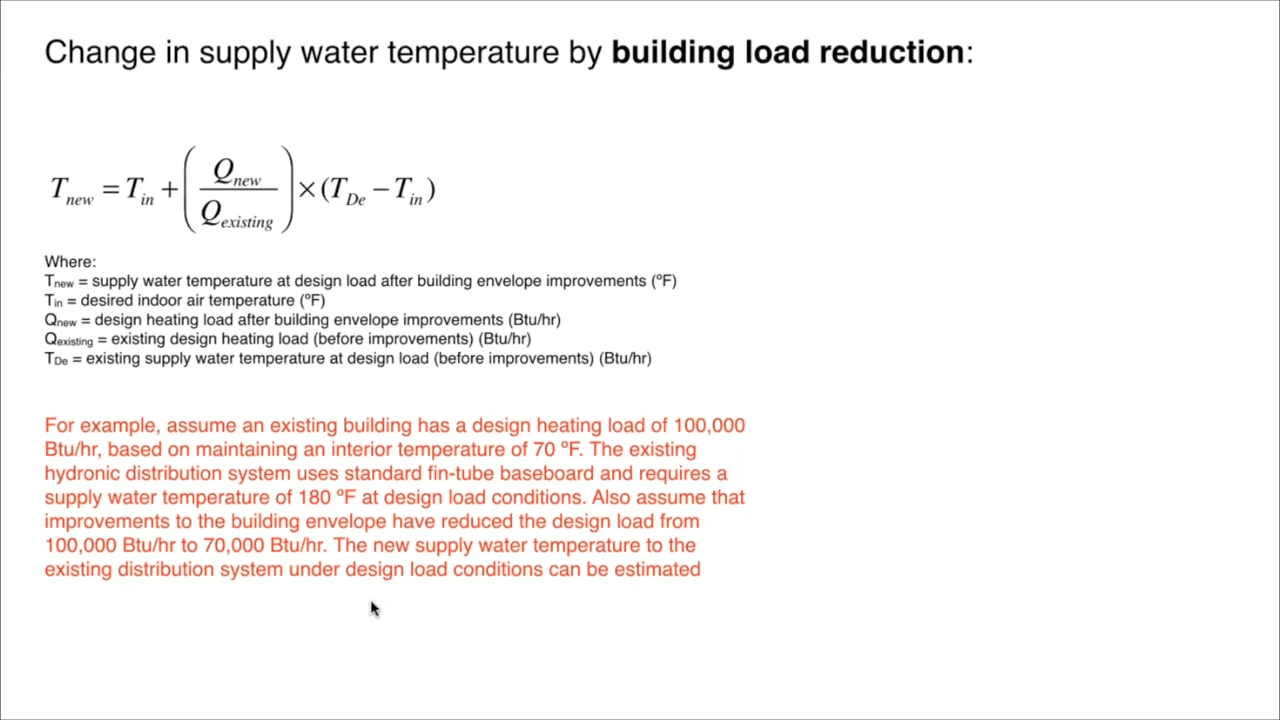 Change in supply water temperature by building load reduction:
T_new = T_in + (Q_new / Q_existing) × (T_De − T_in)
Where:
Tnew = supply water temperature at design load after building envelope improvements (ºF)
Tin = desired indoor air temperature (ºF)
Qnew = design heating load after building envelope improvements (Btu/hr)
Qexisting = existing design heating load (before improvements) (Btu/hr)
TDe = existing supply water temperature at design load (before improvements) (Btu/hr)
For example, assume an existing building has a design heating load of 100,000
Btu/hr, based on maintaining an interior temperature of 70 ºF. The existing
hydronic distribution system uses standard fin-tube baseboard and requires a
supply water temperature of 180 ºF at design load conditions. Also assume that
improvements to the building envelope have reduced the design load from
100,000 Btu/hr to 70,000 Btu/hr. The new supply water temperature to the
existing distribution system under design load conditions can be estimated